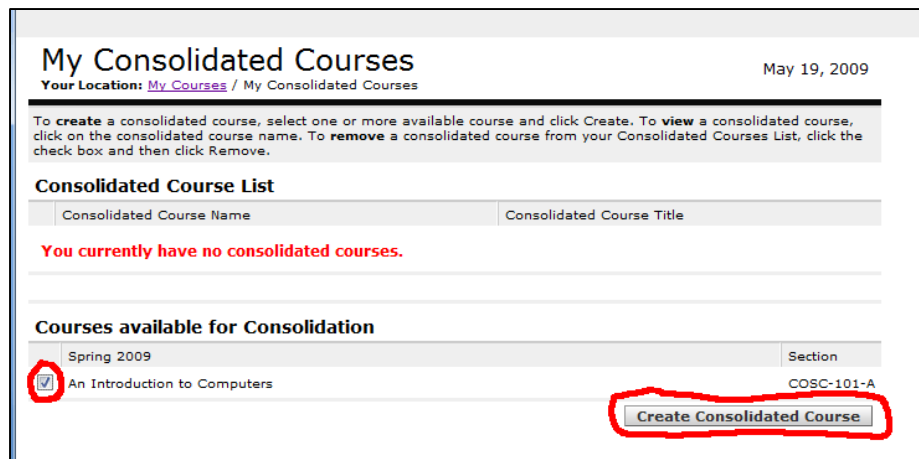 My Consolidated Courses
May 19, 2009
Your Location: My Courses / My Consolidated Courses
To create a consolidated course, select one or more available course and click Create. To view a consolidated course,
click on the consolidated course name. To remove a consolidated course from your Consolidated Courses List, click the
check box and then click Remove.
Consolidated Course List
Consolidated Course Name Consolidated Course Title
You currently have no consolidated courses.
Courses available for Consolidation
Spring 2009 Section
An Introduction to Computers COSC-101-A
Create Consolidated Course